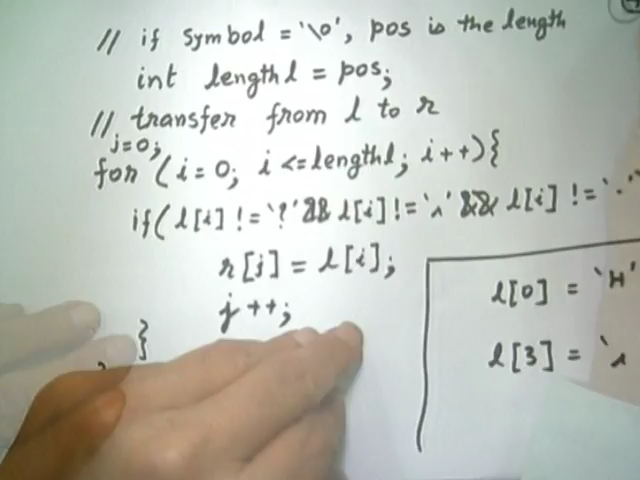 // if symbol = '\0', pos is the length
int lengthl = pos;
// transfer from l to r
j=0;
for (i=0; i<=lengthl; i++){
if( l[i] != '?' && l[i] != ',' && l[i] != '.'
r[j] = l[i];
j++;
}
l[0] = 'H'
l[3] = '